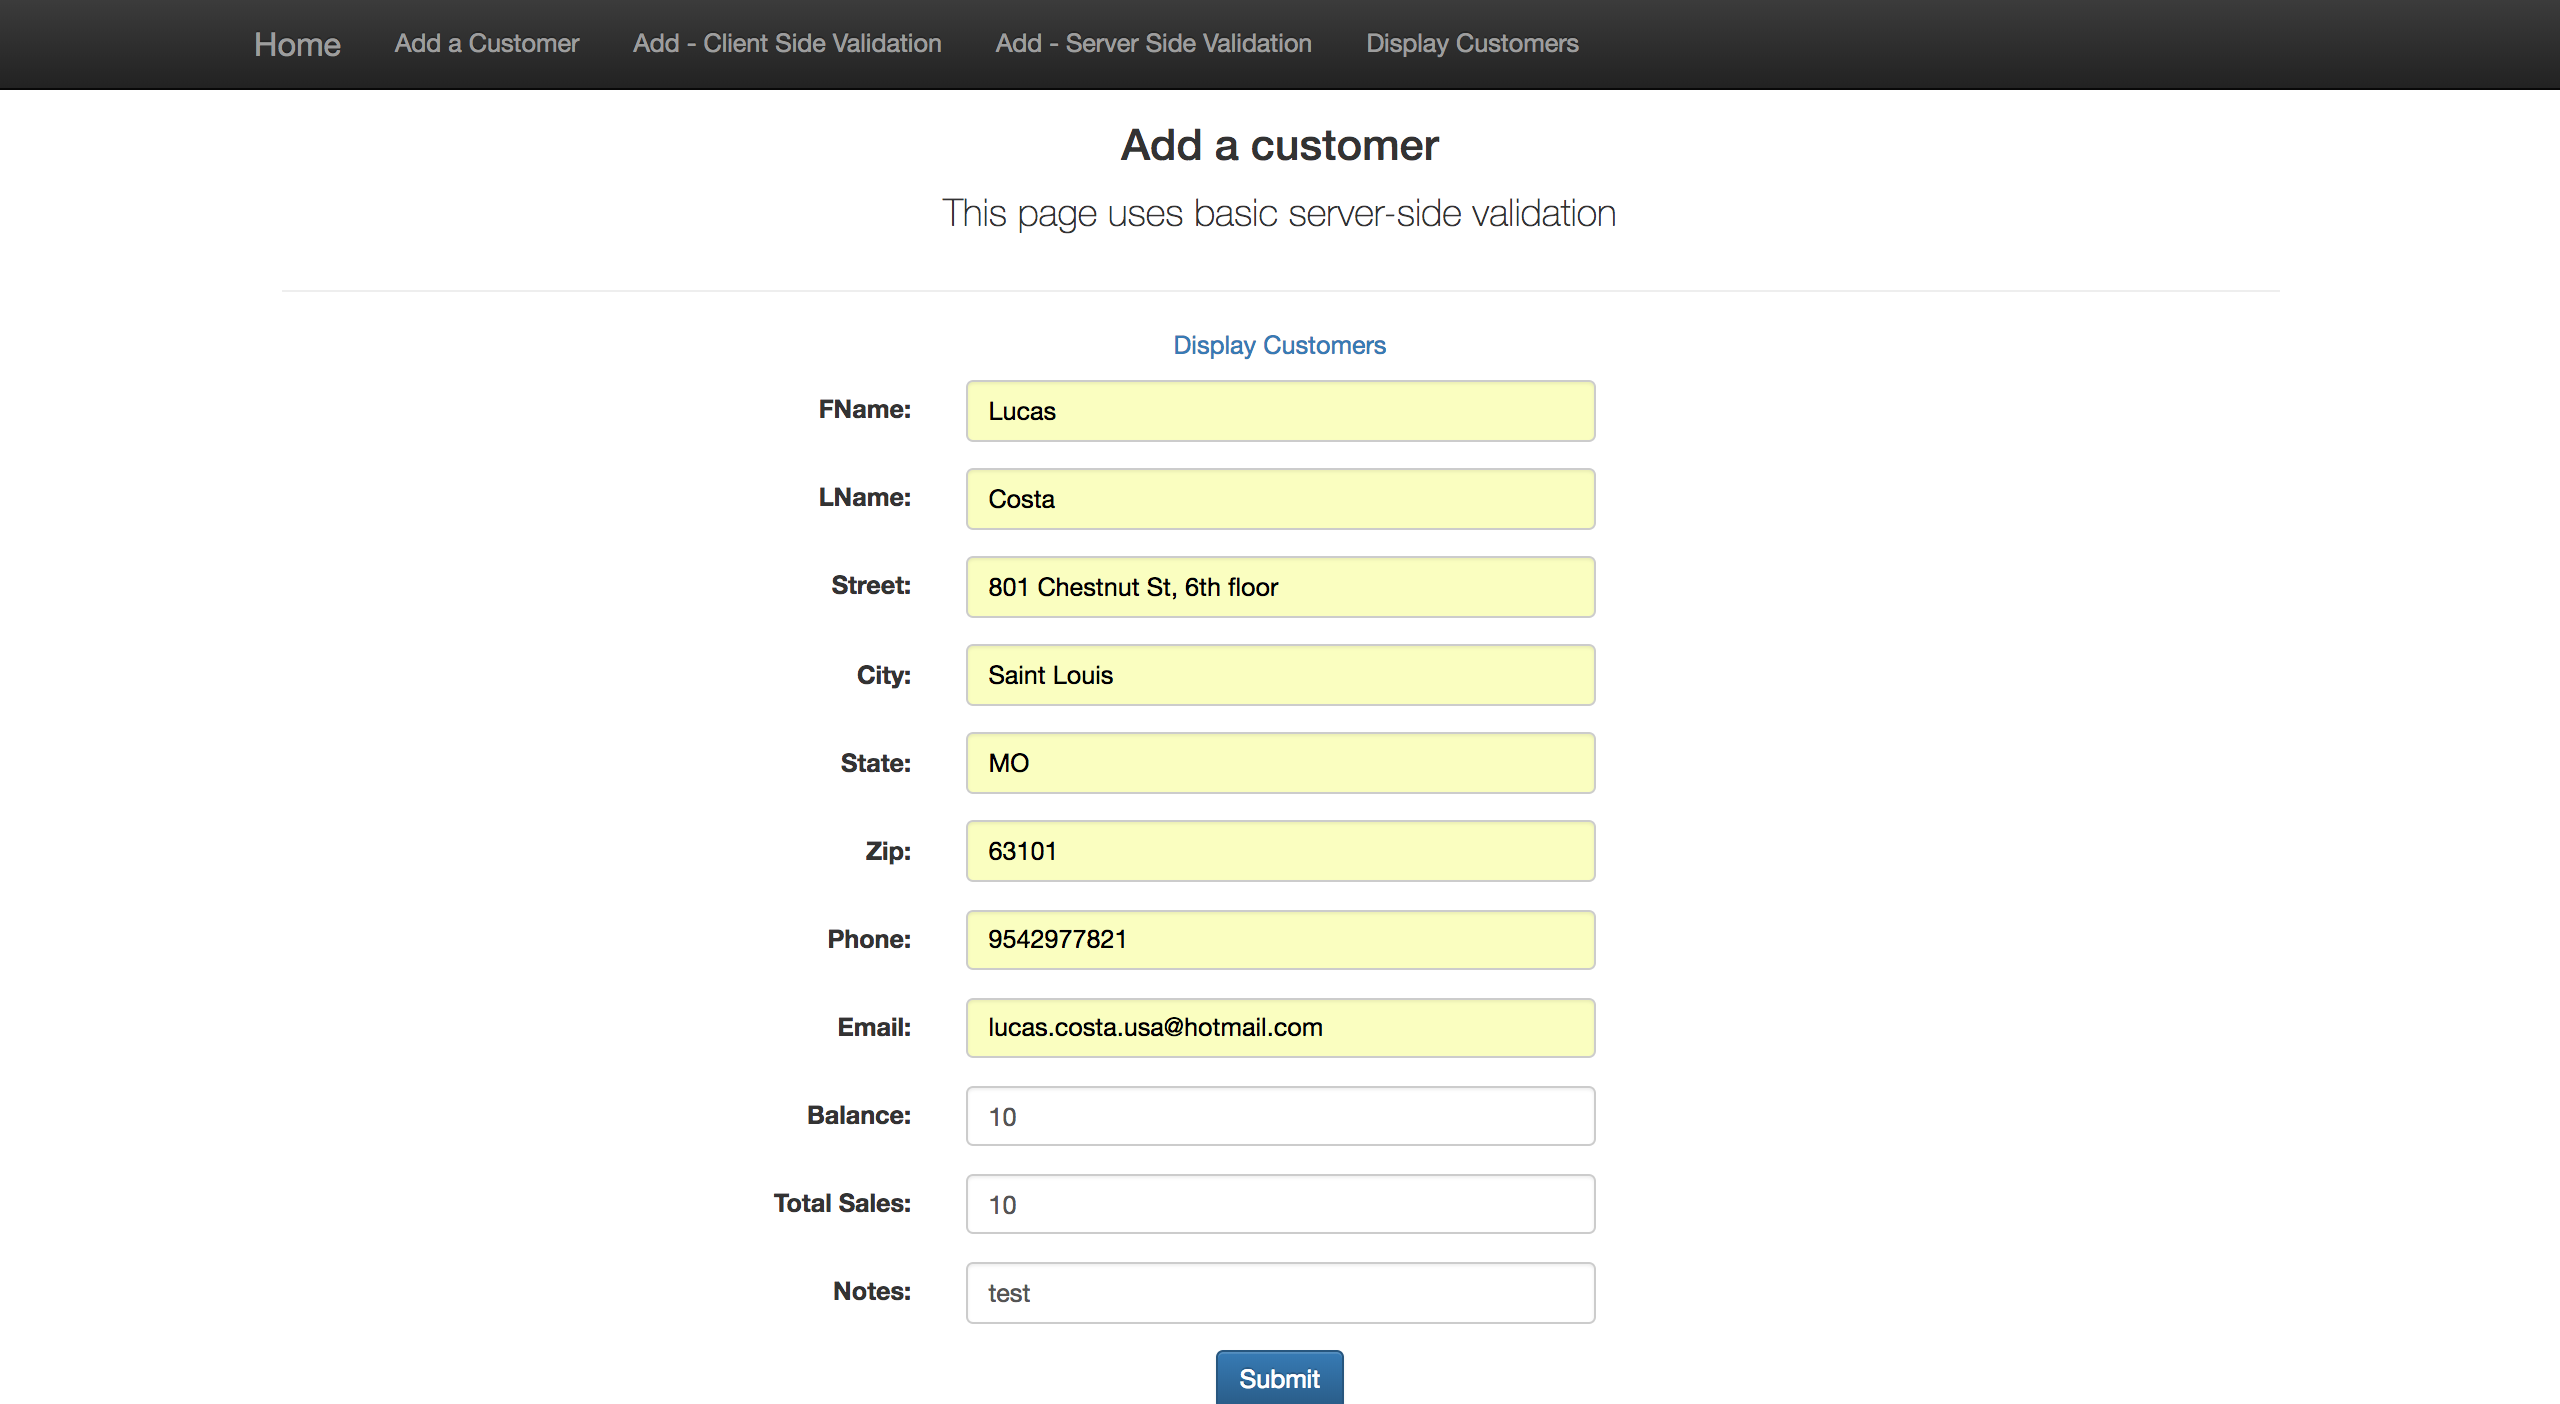 Home Add a Customer Add - Client Side Validation Add - Server Side Validation Display Customers
Add a customer
This page uses basic server-side validation
Display Customers
FName: Lucas
LName: Costa
Street: 801 Chestnut St, 6th floor
City: Saint Louis
State: MO
Zip: 63101
Phone: 9542977821
Email: lucas.costa.usa@hotmail.com
Balance: 10
Total Sales: 10
Notes: test
Submit